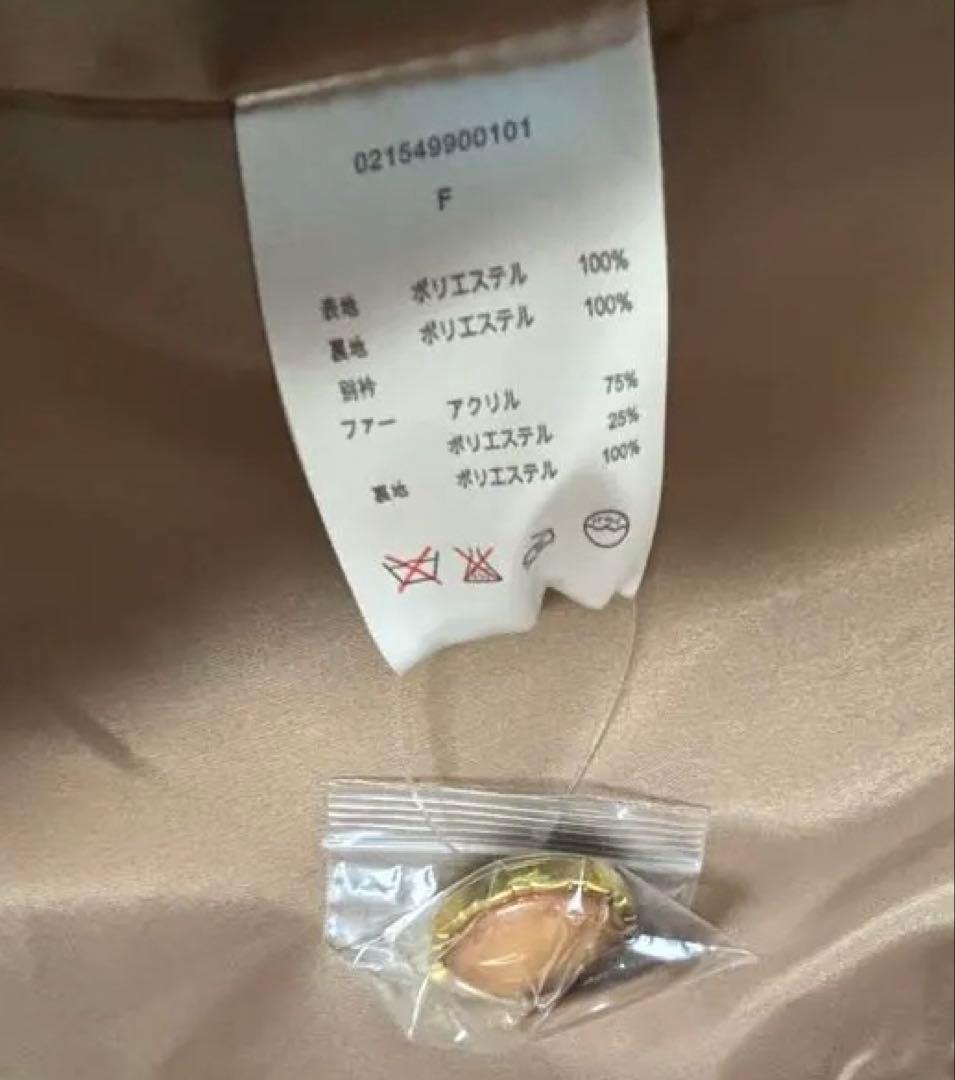 021549900101
F
表地 ポリエステル 100%
裏地 ポリエステル 100%
別衿
ファー アクリル 75%
ポリエステル 25%
裏地 ポリエステル 100%